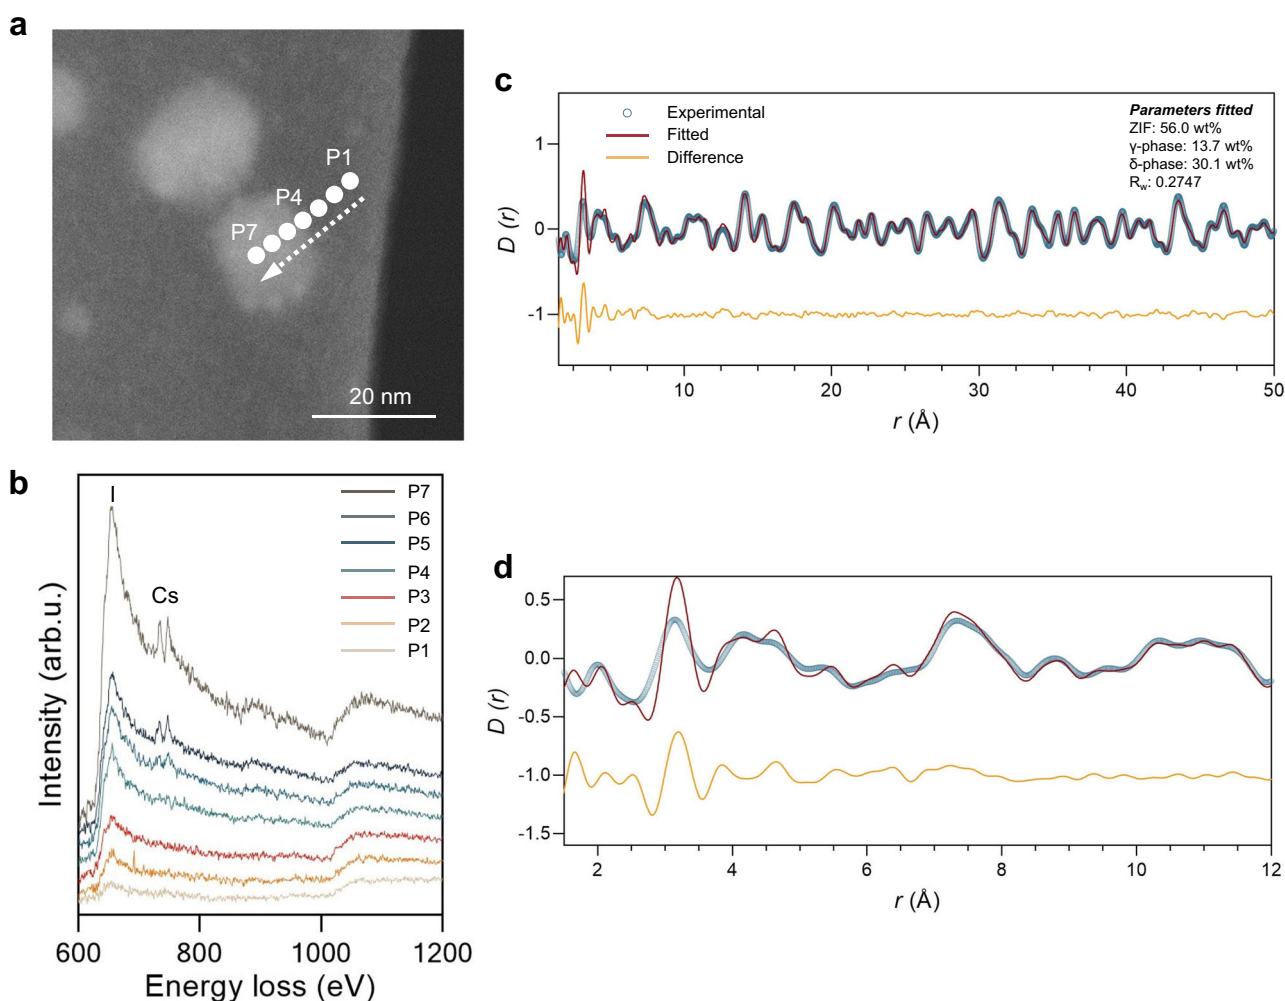 a
P1
P4
P7
20 nm
b
I
Cs
P7
P6
P5
P4
P3
P2
P1
Intensity (arb.u.)
600
800
1000
1200
Energy loss (eV)
c
Experimental
Fitted
Difference
Parameters fitted
ZIF: 56.0 wt%
γ-phase: 13.7 wt%
δ-phase: 30.1 wt%
Rw: 0.2747
1
0
-1
D (r)
10
20
30
40
50
r (Å)
d
0.5
0.0
-0.5
-1.0
-1.5
D (r)
2
4
6
8
10
12
r (Å)